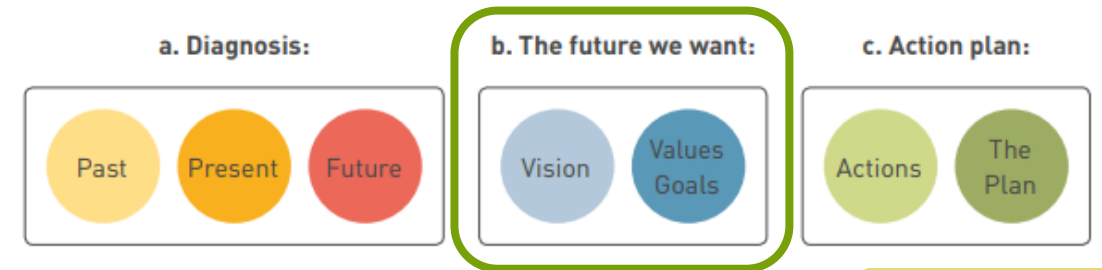 a. Diagnosis:
Past
Present
Future
b. The future we want:
Vision
Values
Goals
c. Action plan:
Actions
The
Plan